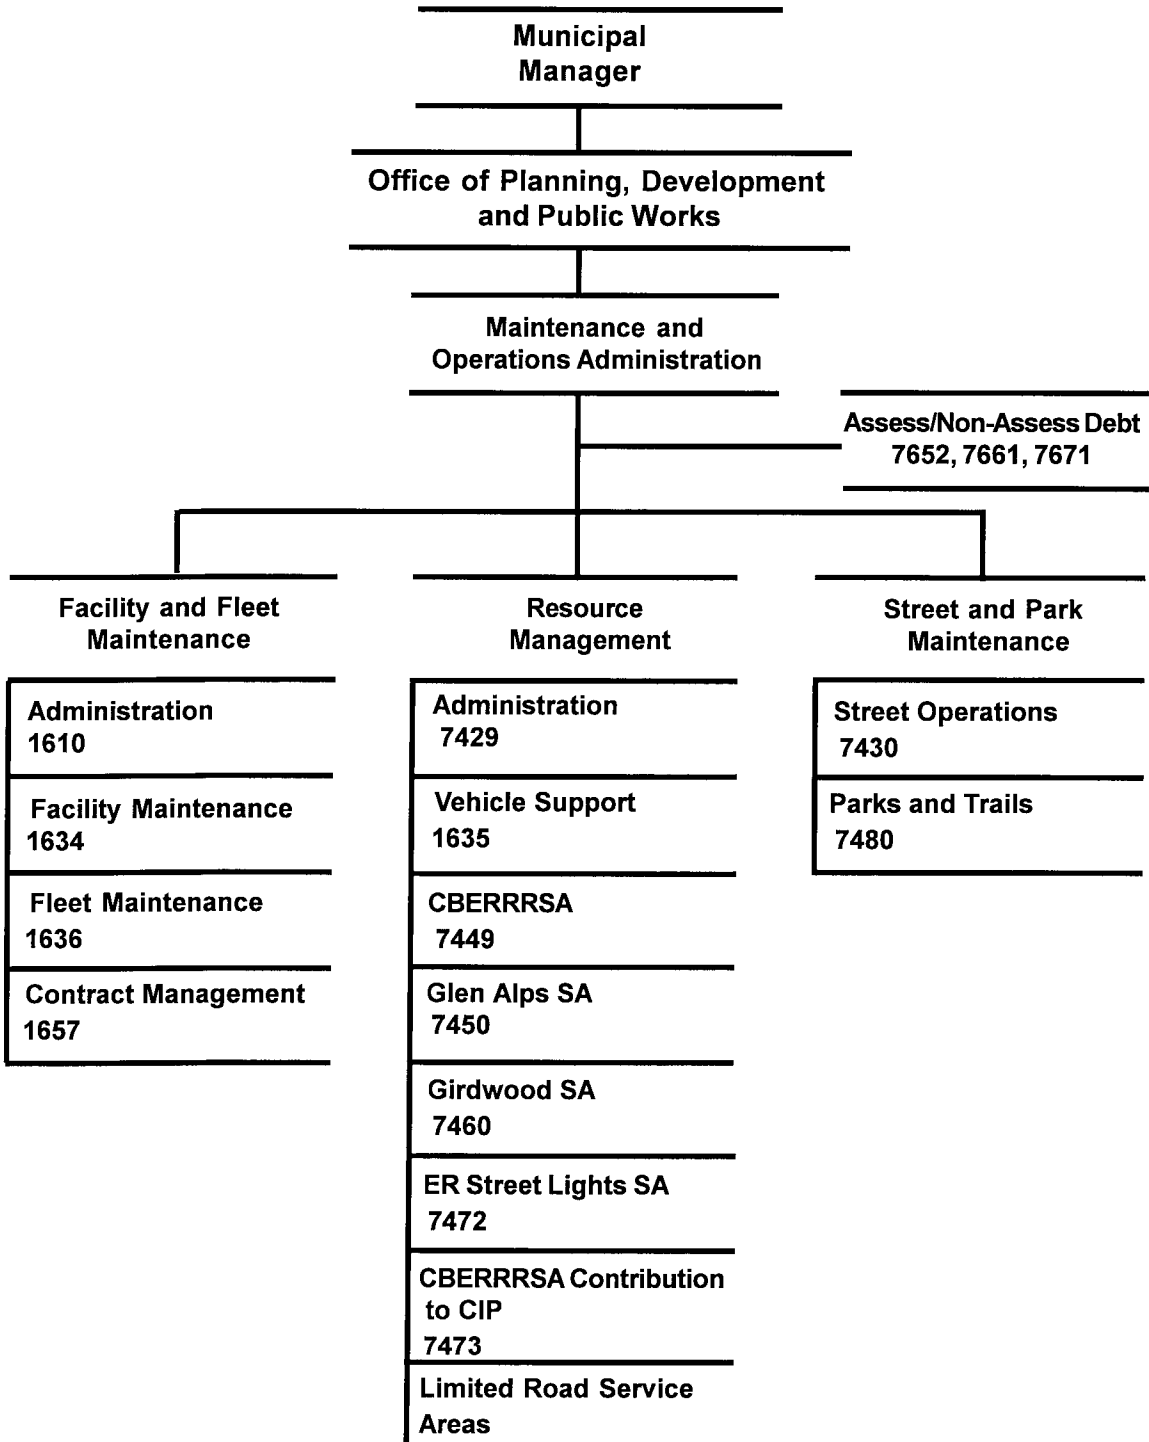 Municipal
Manager
Office of Planning, Development
and Public Works
Maintenance and
Operations Administration
Assess/Non-Assess Debt
7652, 7661, 7671
Facility and Fleet
Maintenance
Administration
1610
Facility Maintenance
1634
Fleet Maintenance
1636
Contract Management
1657
Resource
Management
Administration
7429
Vehicle Support
1635
CBERRRSA
7449
Glen Alps SA
7450
Girdwood SA
7460
ER Street Lights SA
7472
CBERRRSA Contribution
to CIP
7473
Limited Road Service
Areas
Street and Park
Maintenance
Street Operations
7430
Parks and Trails
7480